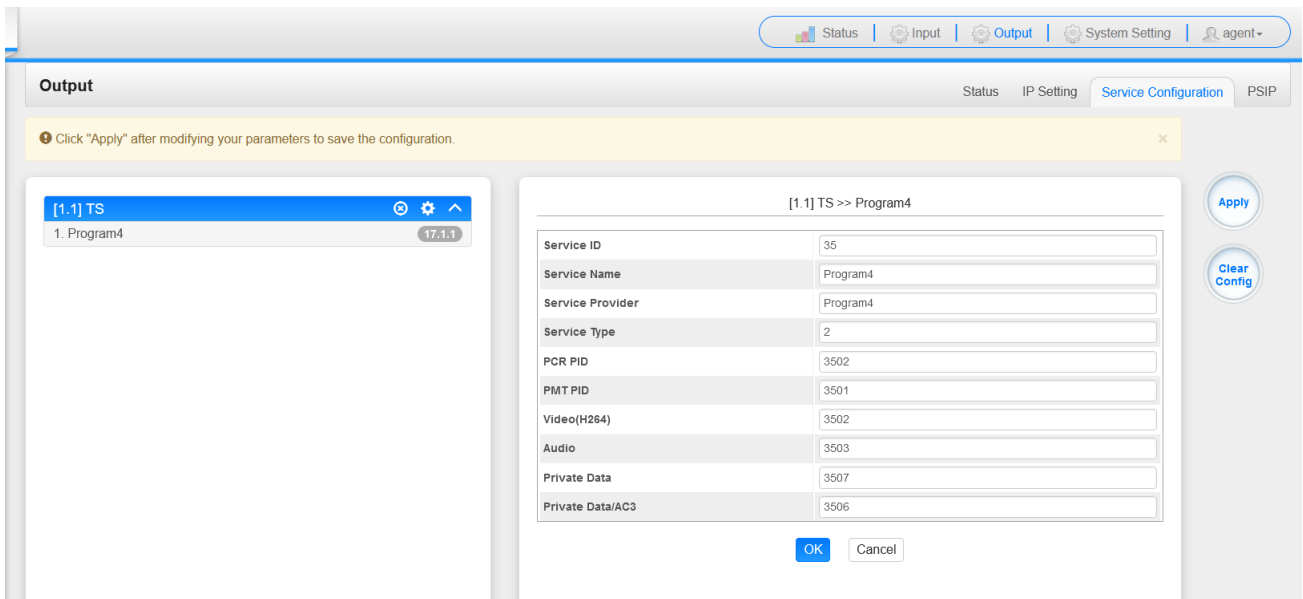 Status Input Output System Setting agent
Output Status IP Setting Service Configuration PSIP
Click "Apply" after modifying your parameters to save the configuration. ×
[1.1] TS
1. Program4 17.1.1
[1.1] TS >> Program4
Service ID 35
Service Name Program4
Service Provider Program4
Service Type 2
PCR PID 3502
PMT PID 3501
Video(H264) 3502
Audio 3503
Private Data 3507
Private Data/AC3 3506
OK Cancel
Apply
Clear
Config